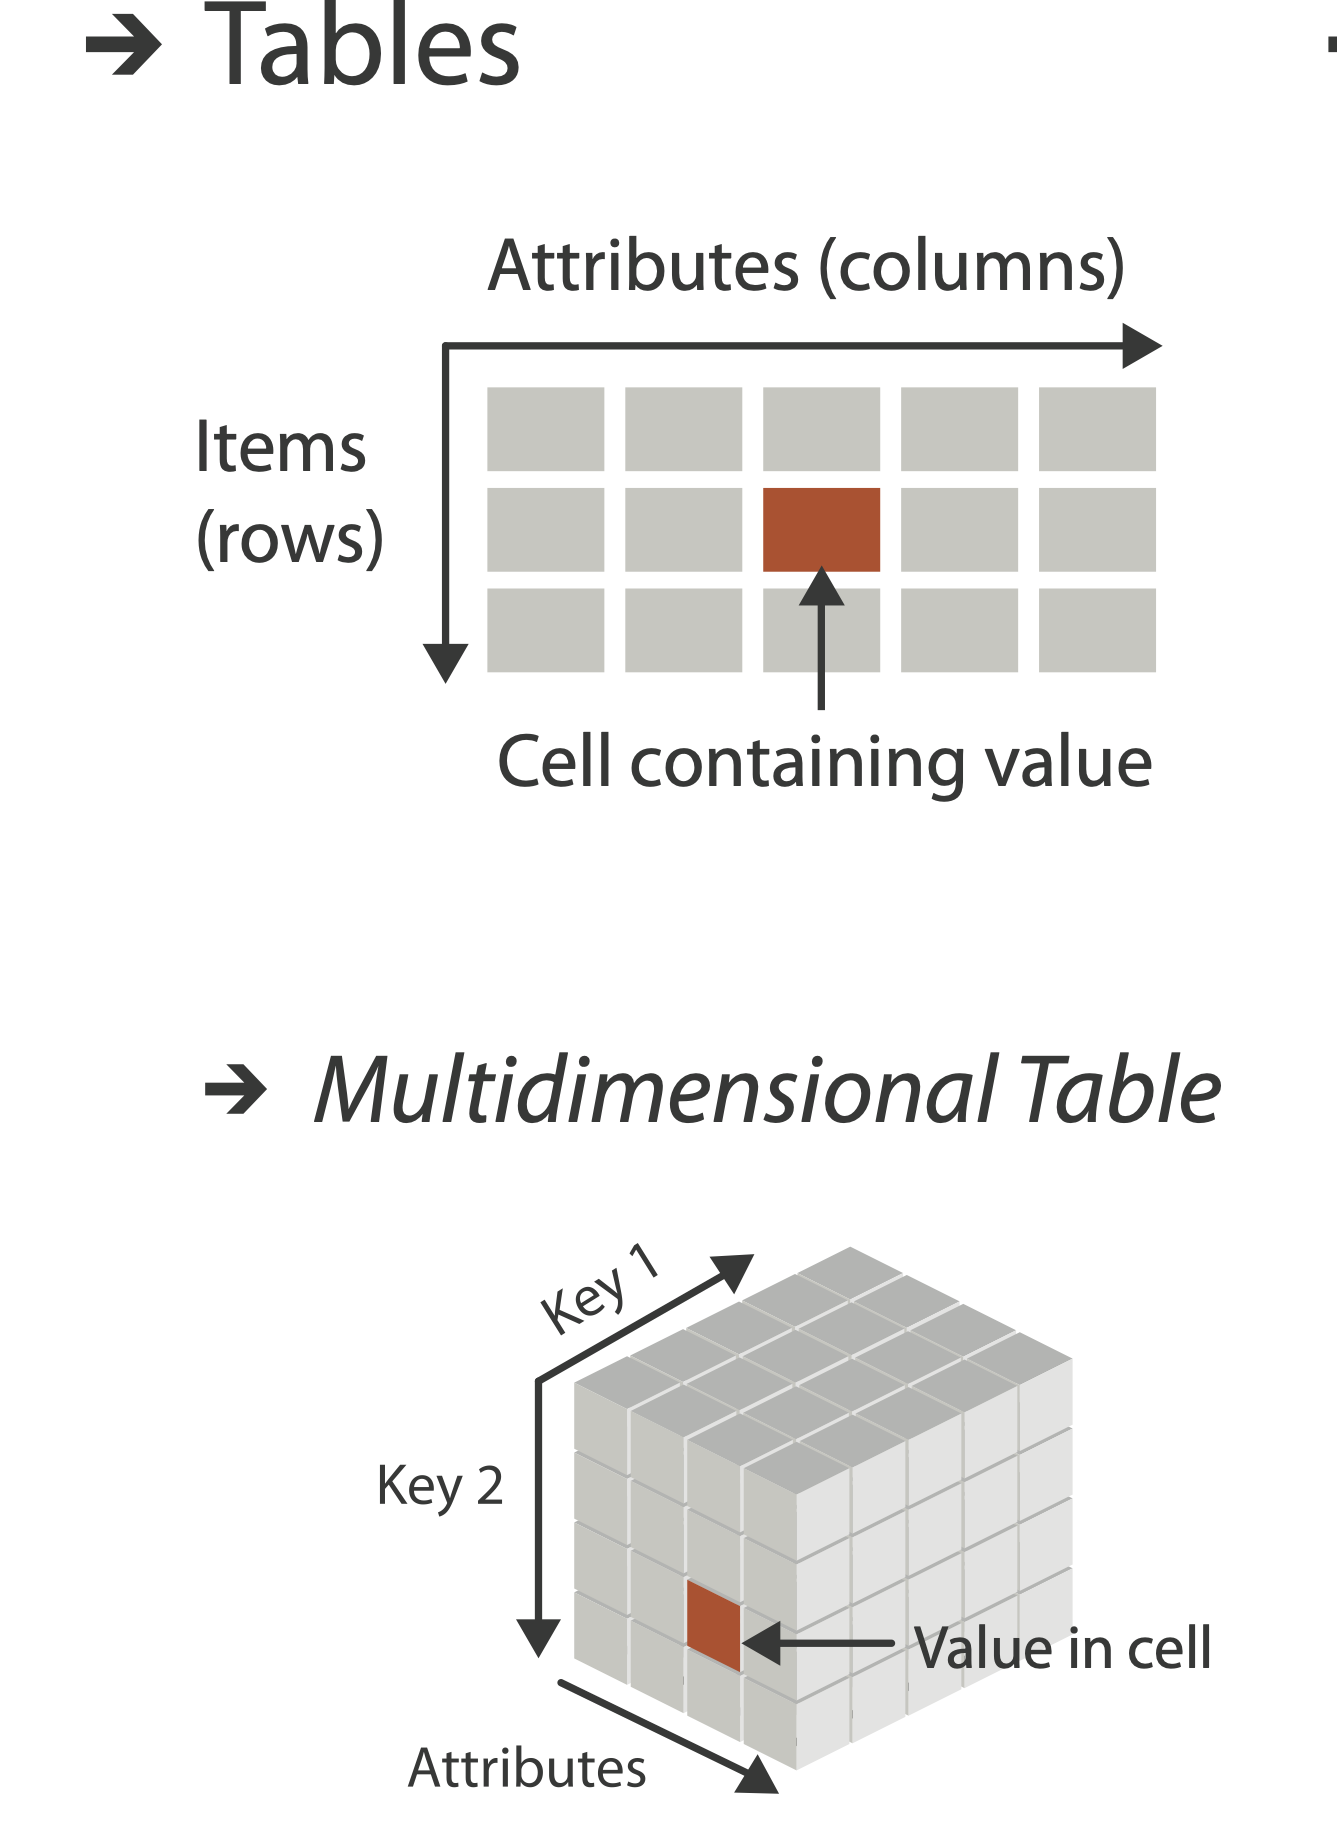 ➔ Tables
Attributes (columns)
Items
(rows)
Cell containing value
➔ Multidimensional Table
Key 1
Key 2
Value in cell
Attributes